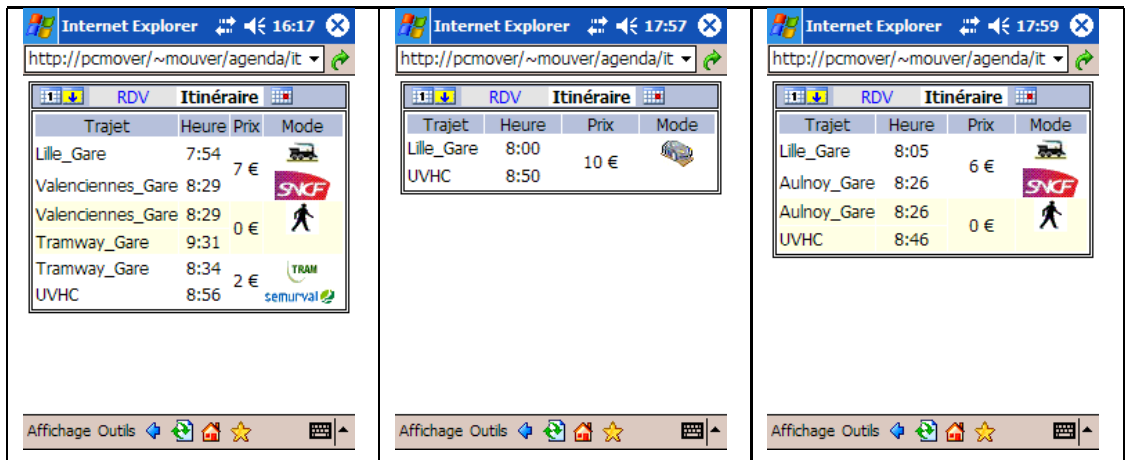 Internet Explorer 16:17
http://pcmover/~mouver/agenda/it
1 RDV Itinéraire
Trajet Heure Prix Mode
Lille_Gare 7:54
7 €
Valenciennes_Gare 8:29 SNCF
Valenciennes_Gare 8:29
0 €
Tramway_Gare 9:31
Tramway_Gare 8:34 TRAM
2 €
UVHC 8:56 semurval
Affichage Outils
Internet Explorer 17:57
http://pcmover/~mouver/agenda/it
1 RDV Itinéraire
Trajet Heure Prix Mode
Lille_Gare 8:00
10 €
UVHC 8:50
Affichage Outils
Internet Explorer 17:59
http://pcmover/~mouver/agenda/it
1 RDV Itinéraire
Trajet Heure Prix Mode
Lille_Gare 8:05
6 €
Aulnoy_Gare 8:26 SNCF
Aulnoy_Gare 8:26
0 €
UVHC 8:46
Affichage Outils